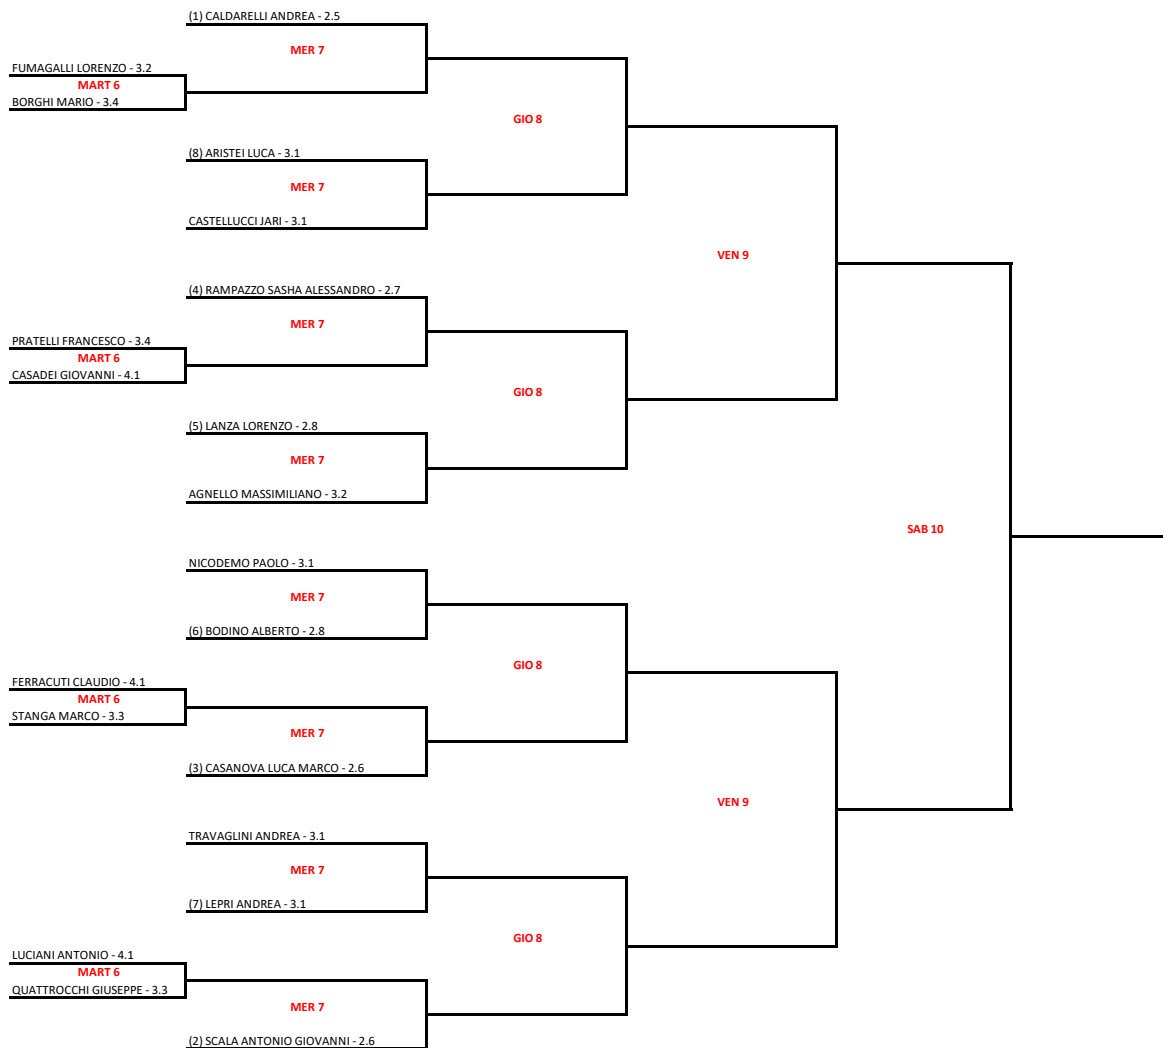 (1) CALDARELLI ANDREA - 2.5
MER 7
FUMAGALLI LORENZO - 3.2
MART 6
BORGHI MARIO - 3.4
GIO 8
(8) ARISTEI LUCA - 3.1
MER 7
CASTELLUCCI JARI - 3.1
VEN 9
(4) RAMPAZZO SASHA ALESSANDRO - 2.7
MER 7
PRATELLI FRANCESCO - 3.4
MART 6
CASADEI GIOVANNI - 4.1
GIO 8
(5) LANZA LORENZO - 2.8
MER 7
AGNELLO MASSIMILIANO - 3.2
SAB 10
NICODEMO PAOLO - 3.1
MER 7
(6) BODINO ALBERTO - 2.8
GIO 8
FERRACUTI CLAUDIO - 4.1
MART 6
STANGA MARCO - 3.3
MER 7
(3) CASANOVA LUCA MARCO - 2.6
VEN 9
TRAVAGLINI ANDREA - 3.1
MER 7
(7) LEPRI ANDREA - 3.1
GIO 8
LUCIANI ANTONIO - 4.1
MART 6
QUATTROCCHI GIUSEPPE - 3.3
MER 7
(2) SCALA ANTONIO GIOVANNI - 2.6